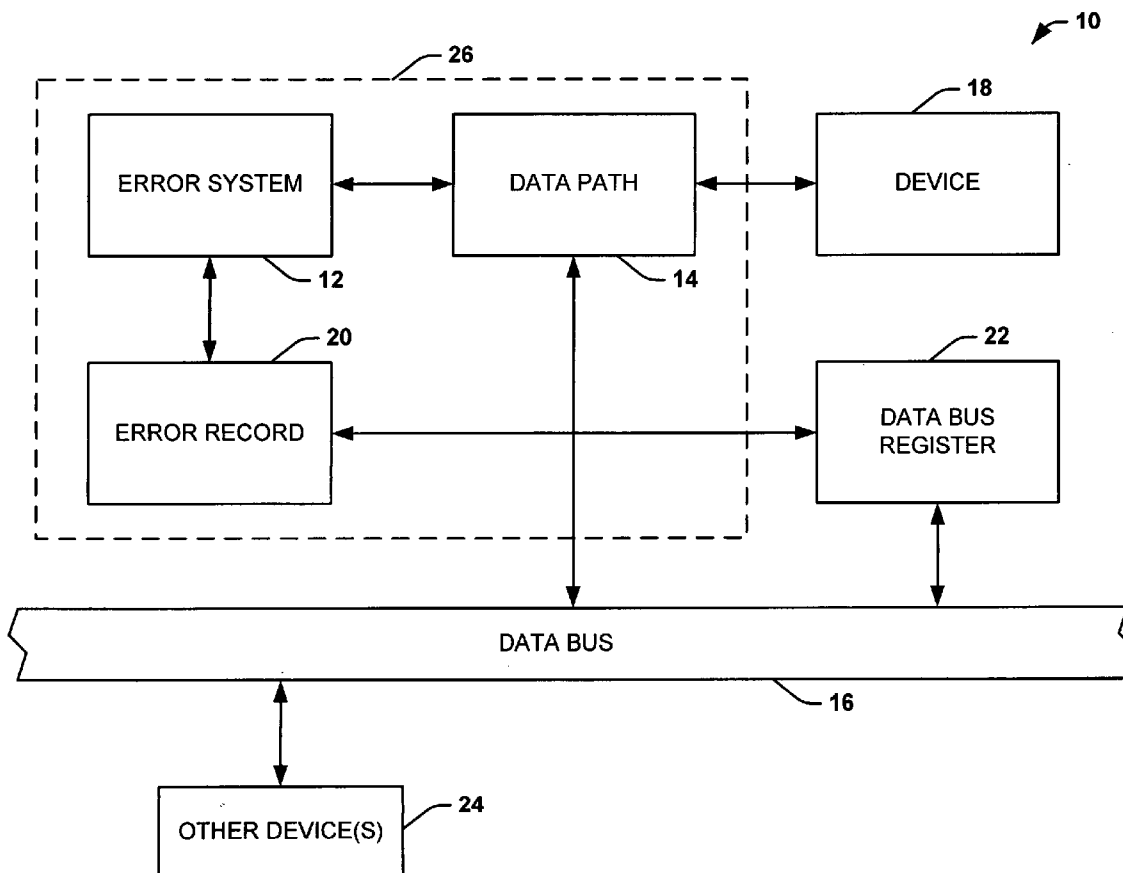 10
26
18
ERROR SYSTEM
DATA PATH
DEVICE
12
14
20
22
ERROR RECORD
DATA BUS
REGISTER
DATA BUS
16
24
OTHER DEVICE(S)